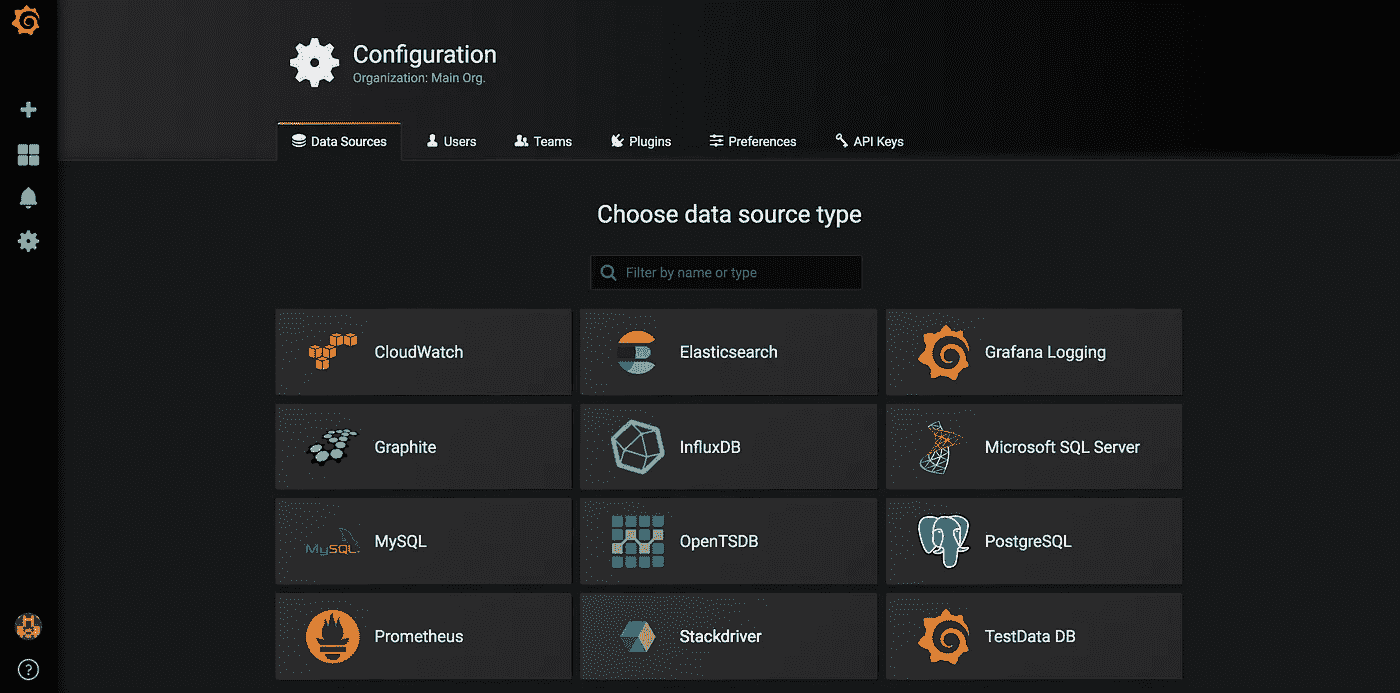 Configuration
Organization: Main Org.
Data Sources
Users
Teams
Plugins
Preferences
API Keys
Choose data source type
Filter by name or type
CloudWatch
Elasticsearch
Grafana Logging
Graphite
InfluxDB
Microsoft SQL Server
MySQL
MySQL
OpenTSDB
PostgreSQL
Prometheus
Stackdriver
TestData DB
?